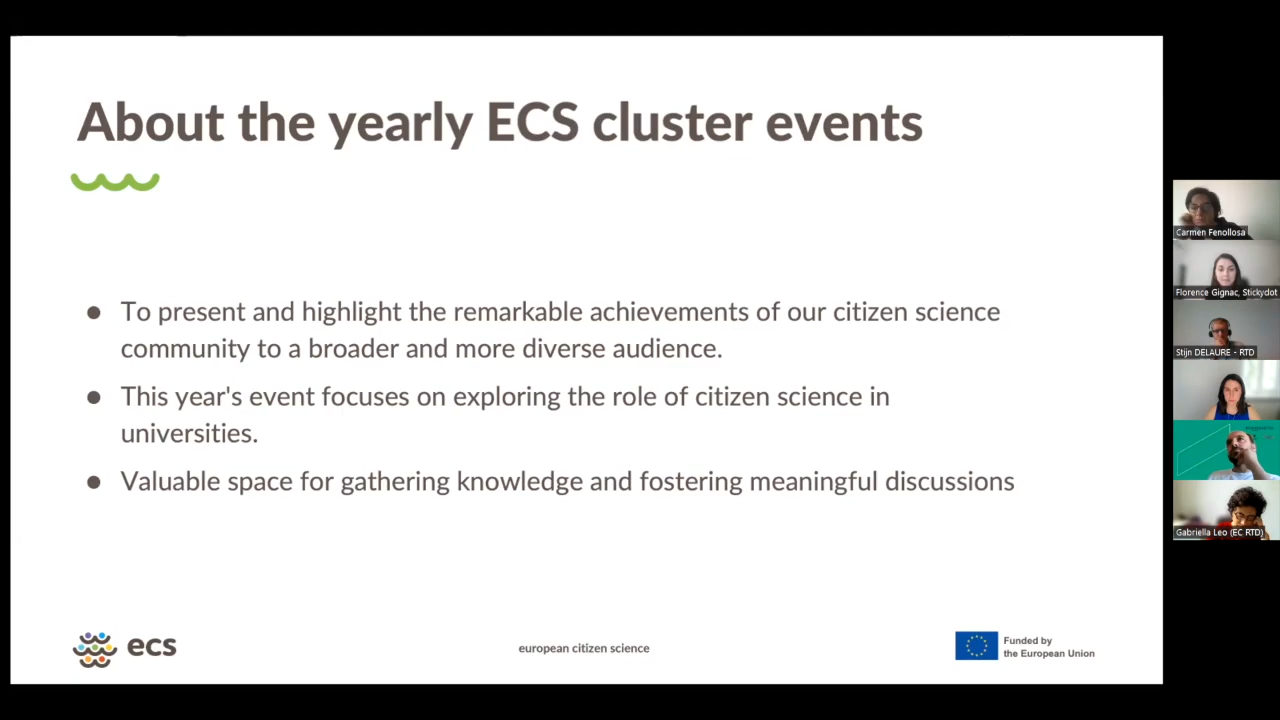 About the yearly ECS cluster events
● To present and highlight the remarkable achievements of our citizen science
community to a broader and more diverse audience.
● This year's event focuses on exploring the role of citizen science in
universities.
● Valuable space for gathering knowledge and fostering meaningful discussions
ecs
european citizen science
Funded by
the European Union
Carmen Fenollosa
Florence Gignac, Stickydot
Stijn DELAURE - RTD
Gabriella Leo (EC RTD)